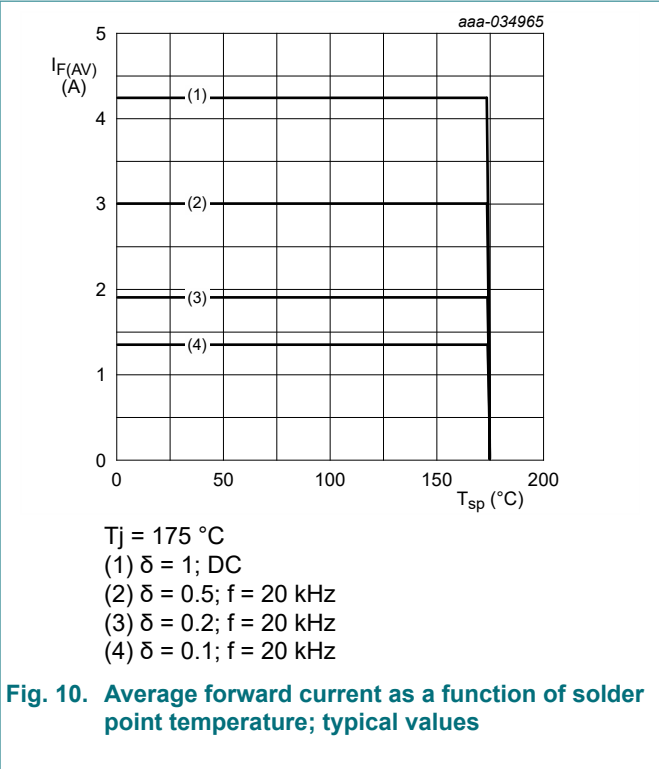 aaa-034965
5
IF(AV)
(A)
(1)
4
3
(2)
2
(3)
(4)
1
0
0 50 100 150 200
Tsp (°C)
Tj = 175 °C
(1) δ = 1; DC
(2) δ = 0.5; f = 20 kHz
(3) δ = 0.2; f = 20 kHz
(4) δ = 0.1; f = 20 kHz
Fig. 10. Average forward current as a function of solder
point temperature; typical values